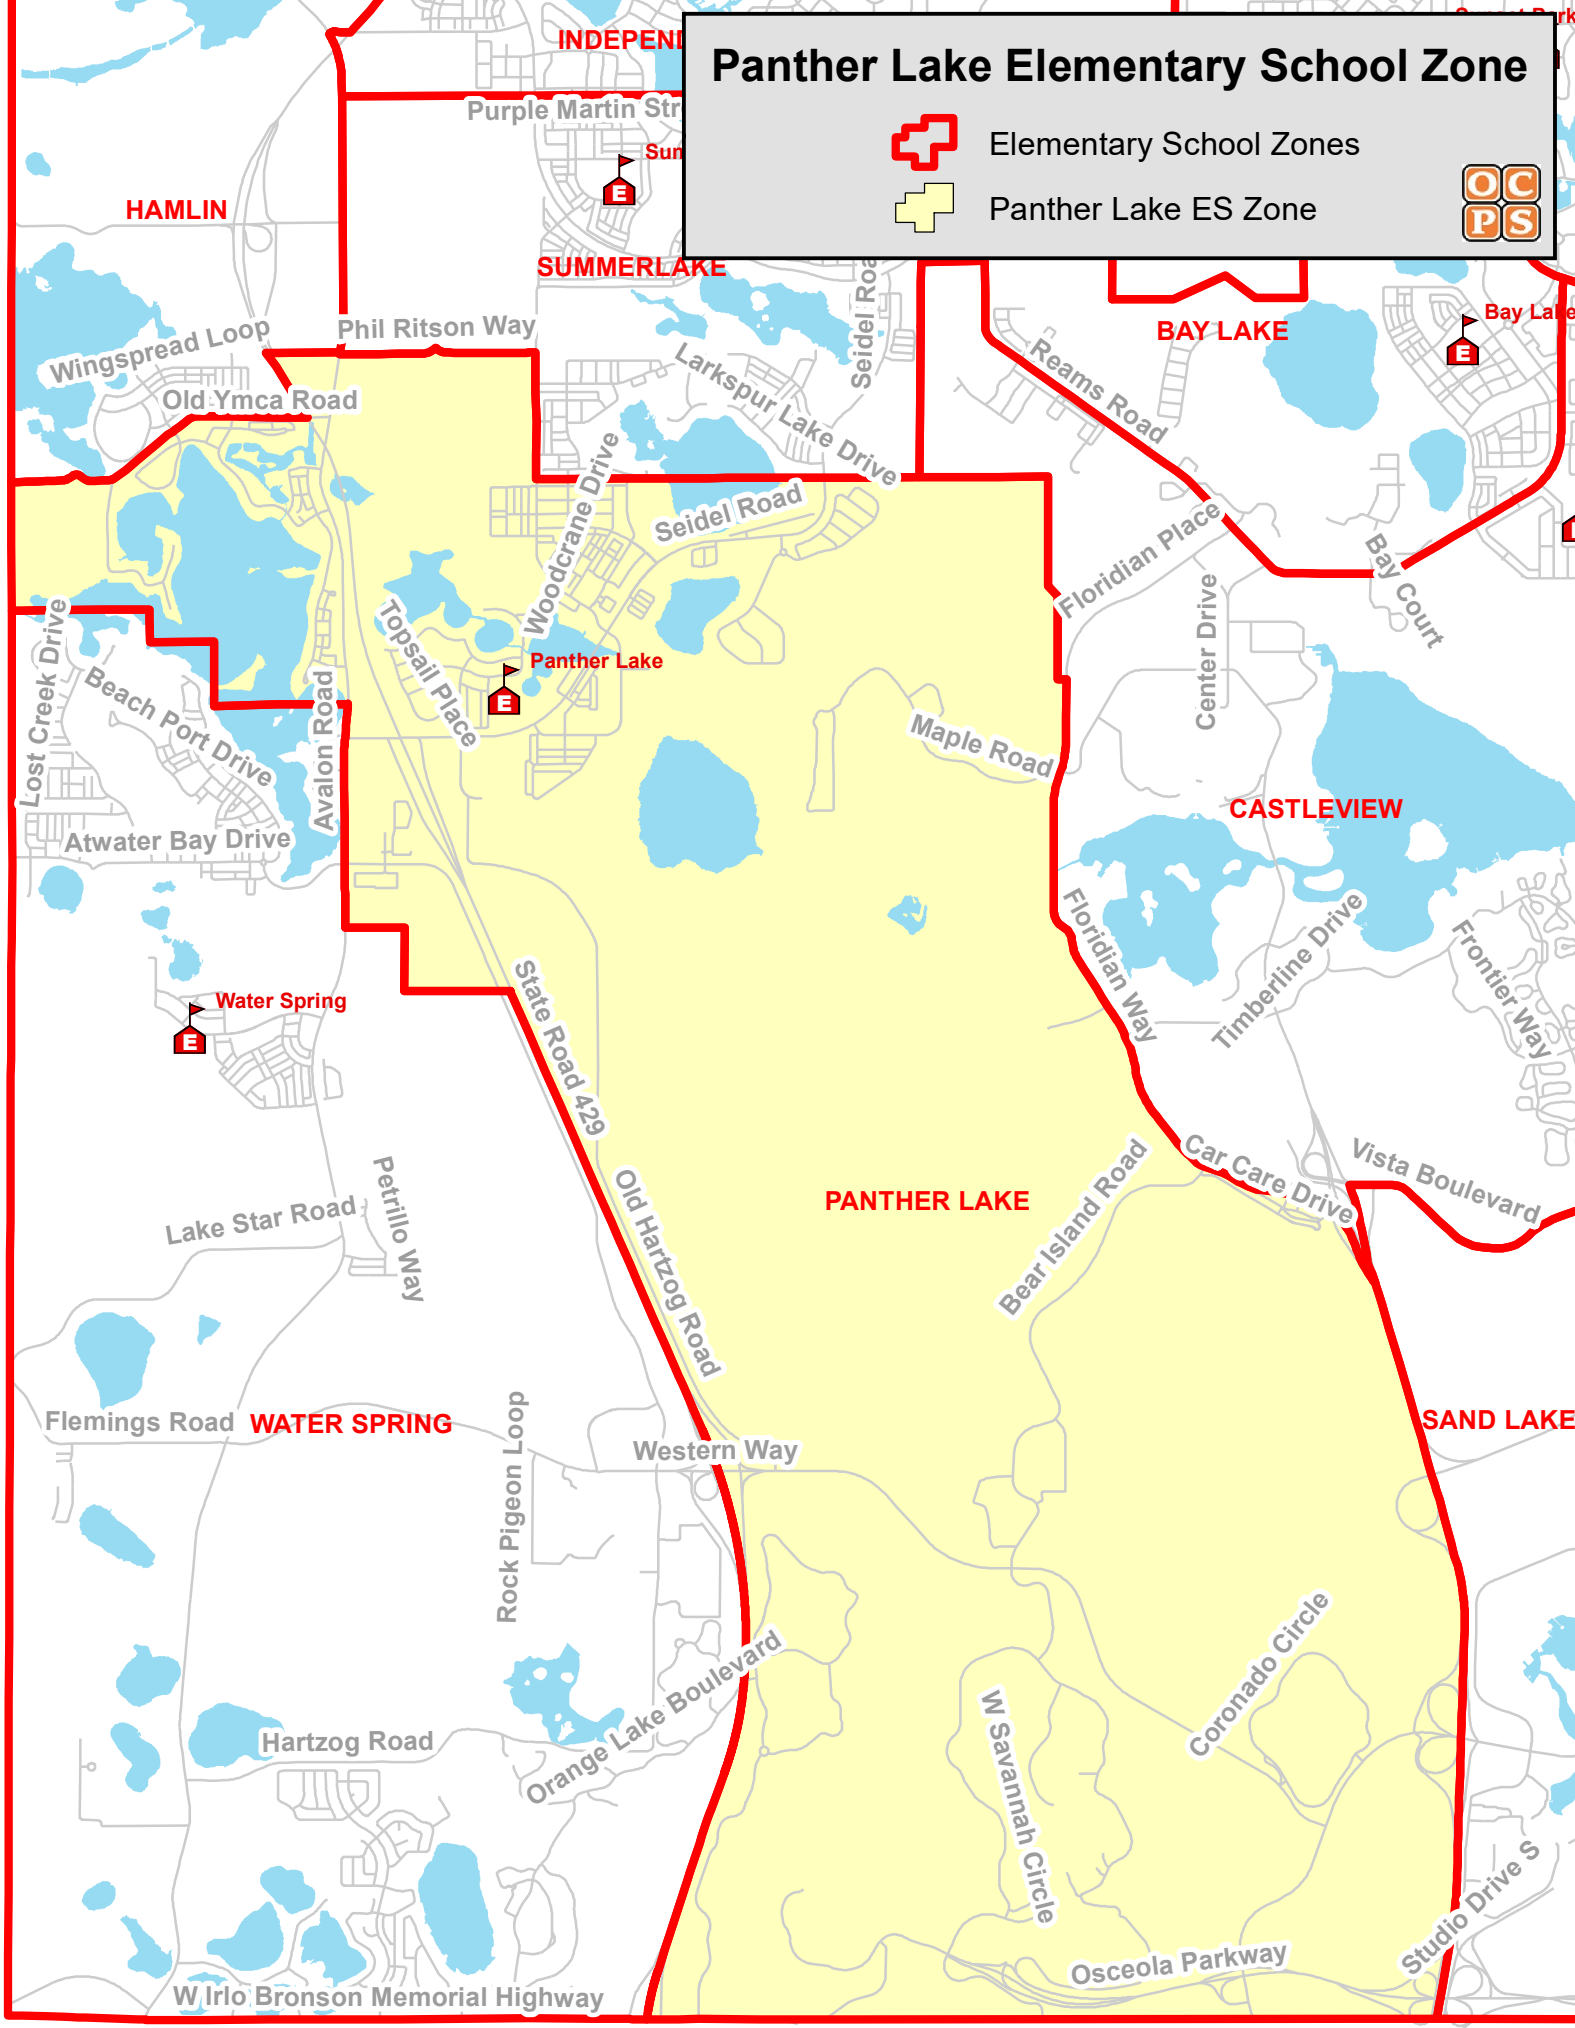 Sunset Park
INDEPEND
Panther Lake Elementary School Zone
Elementary School Zones
Panther Lake ES Zone
O C
P S
Purple Martin Str
Sum
E
HAMLIN
SUMMERLAKE
Seidel Roa
Bay Lake
E
BAY LAKE
Wingspread Loop
Phil Ritson Way
Larkspur Lake Drive
Reams Road
Old Ymca Road
Woodcrane Drive
Seidel Road
Floridian Place
Bay Court
Center Drive
Lost Creek Drive
Topsail Place
Panther Lake
E
Beach Port Drive
Avalon Road
Maple Road
CASTLEVIEW
Atwater Bay Drive
Floridian Way
Timberline Drive
Frontier Way
Water Spring
E
State Road 429
Petrillo Way
Lake Star Road
Old Hartzog Road
PANTHER LAKE
Bear Island Road
Car Care Drive
Vista Boulevard
Flemings Road
WATER SPRING
SAND LAKE
Rock Pigeon Loop
Western Way
Orange Lake Boulevard
Coronado Circle
W Savannah Circle
Hartzog Road
Studio Drive S
Osceola Parkway
W Irlo Bronson Memorial Highway